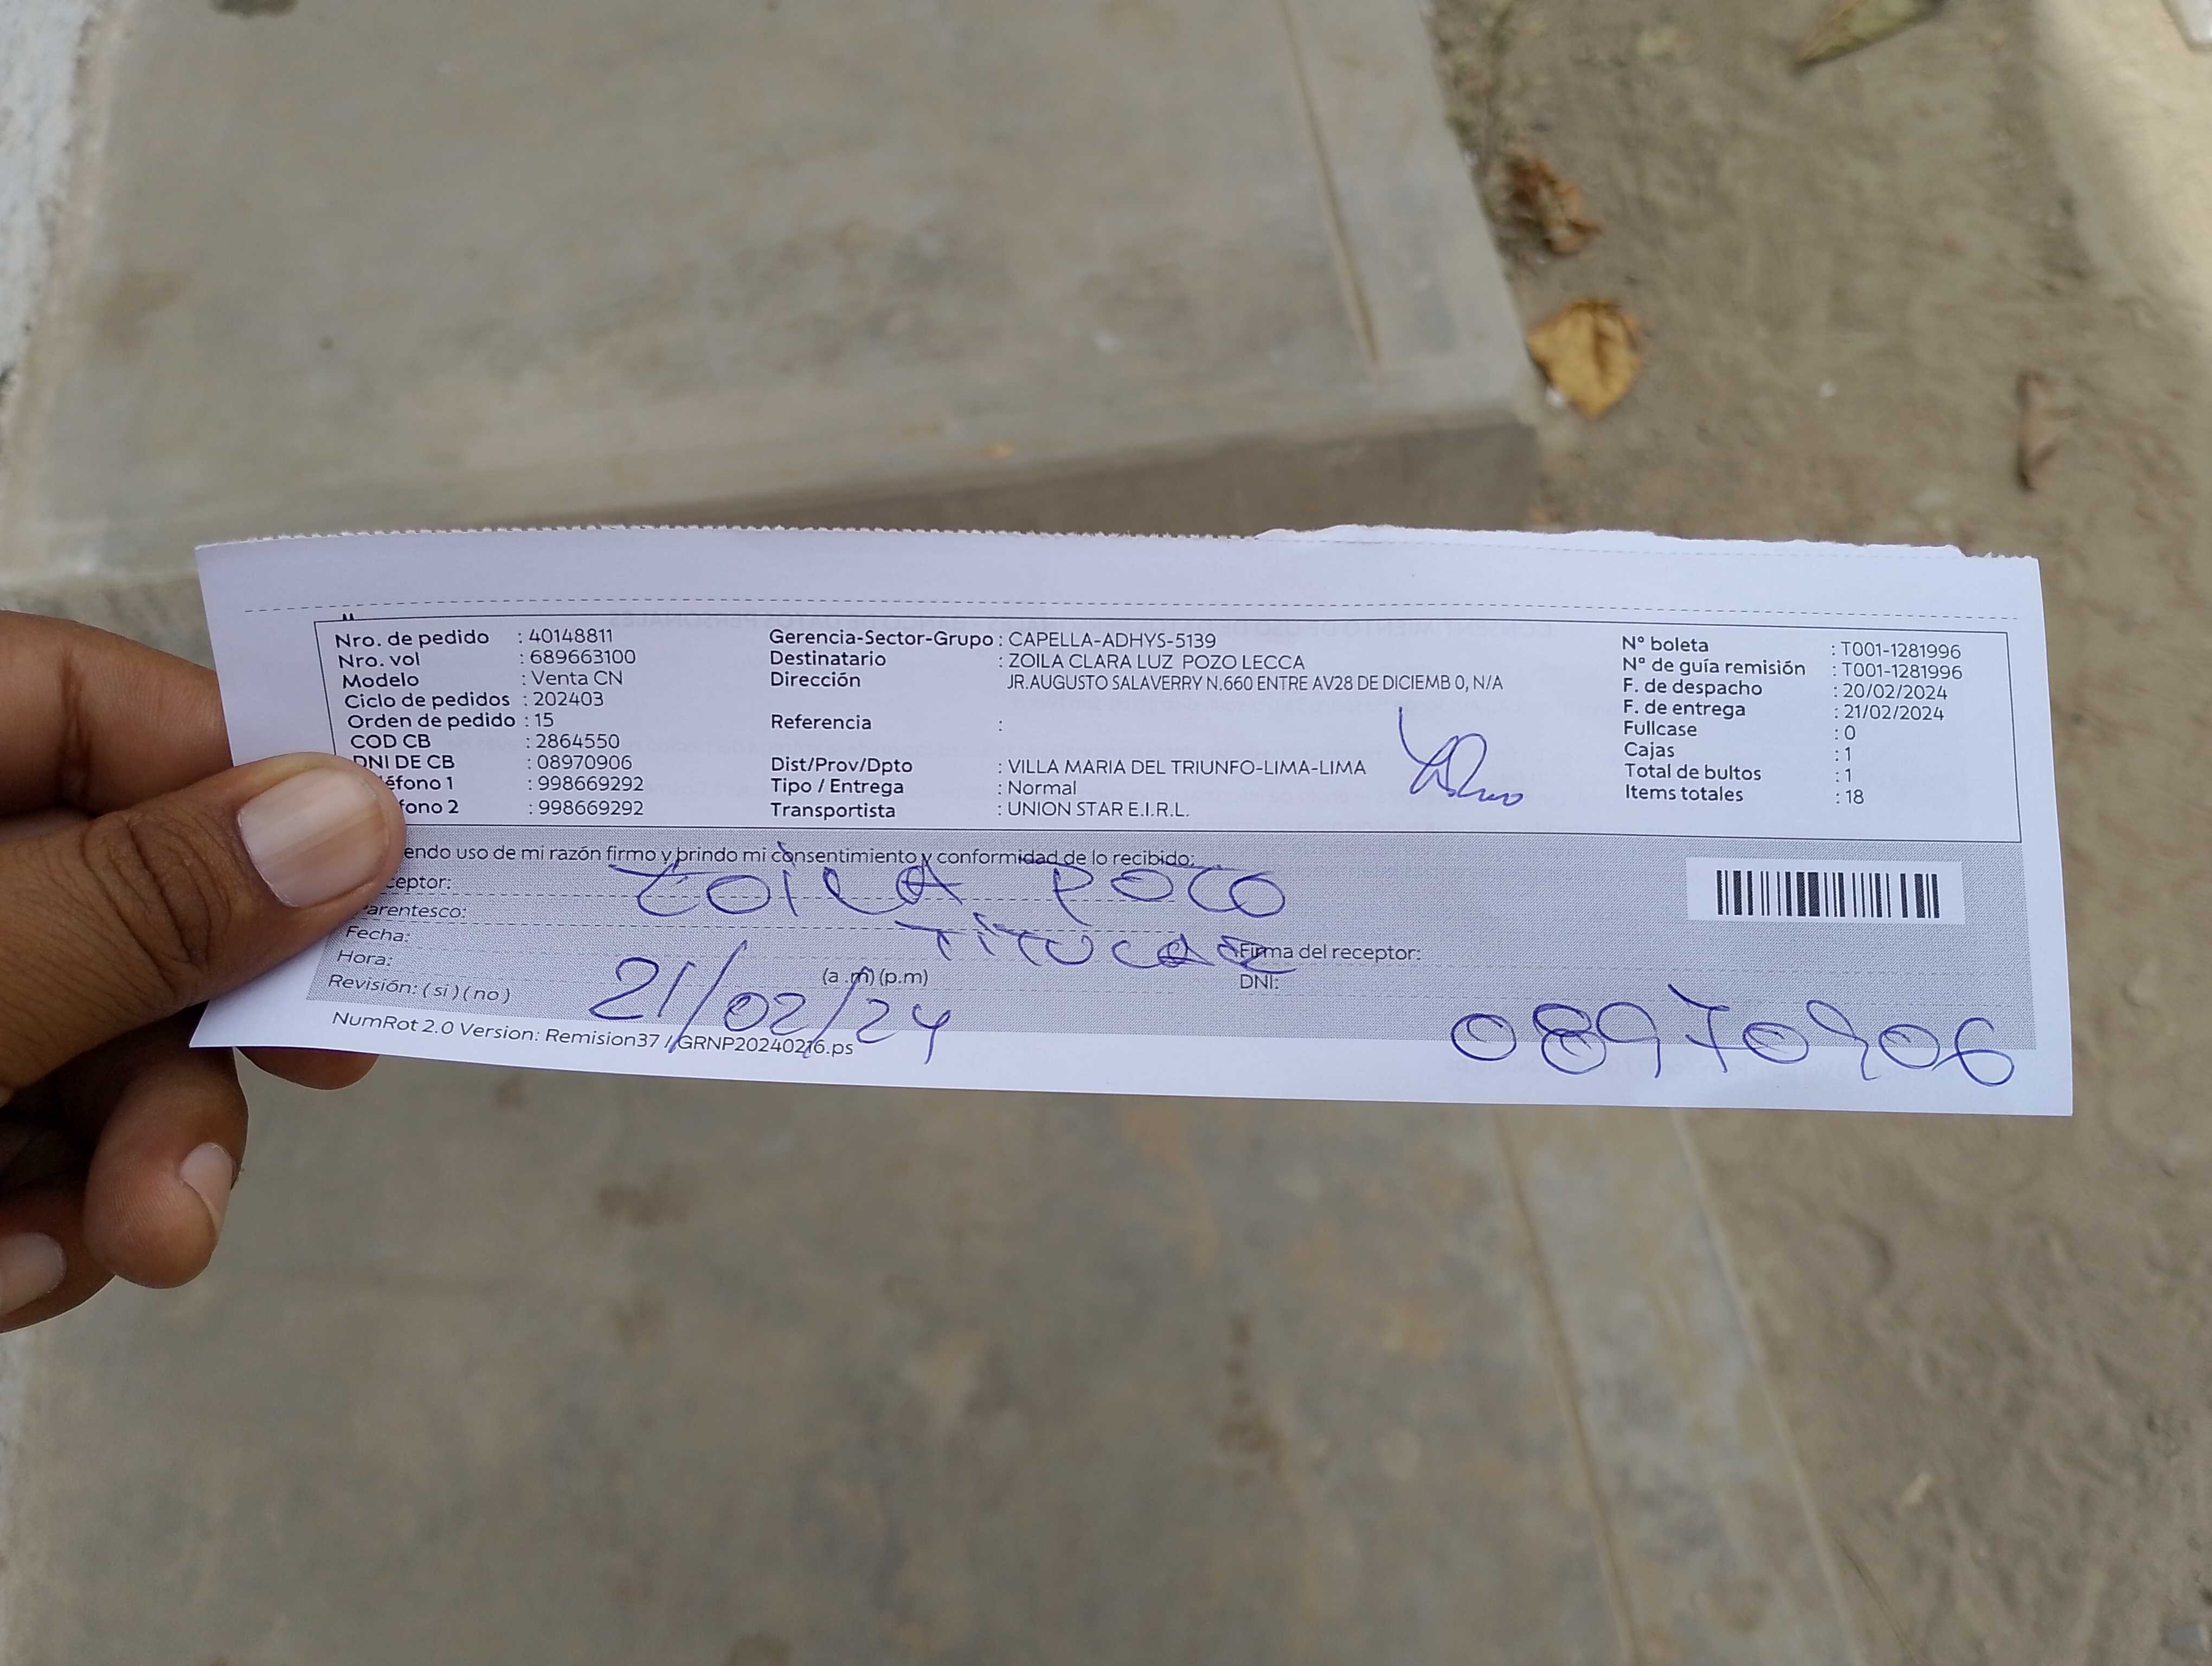 Nro. de pedido : 40148811
Nro. vol : 689663100
Modelo : Venta CN
Ciclo de pedidos : 202403
Orden de pedido : 15
COD CB : 2864550
DNI DE CB : 08970906
éfono 1 : 998669292
fono 2 : 998669292
Gerencia-Sector-Grupo : CAPELLA-ADHYS-5139
Destinatario : ZOILA CLARA LUZ POZO LECCA
Dirección JR.AUGUSTO SALAVERRY N.660 ENTRE AV28 DE DICIEMB 0, N/A
Referencia :
Dist/Prov/Dpto : VILLA MARIA DEL TRIUNFO-LIMA-LIMA
Tipo / Entrega : Normal
Transportista : UNION STAR E.I.R.L.
N° boleta : T001-1281996
N° de guía remisión : T001-1281996
F. de despacho : 20/02/2024
F. de entrega : 21/02/2024
Fullcase : 0
Cajas : 1
Total de bultos : 1
Items totales : 18
endo uso de mi razón firmo y brindo mi consentimiento y conformidad de lo recibido:
ceptor: ZOILA POZO
arentesco:
Fecha: 21/02/24
Hora: (a .m) (p.m)
Revisión: ( si ) ( no )
Firma del receptor:
DNI: 08970906
NumRot 2.0 Version: Remision37 / GRNP20240216.ps